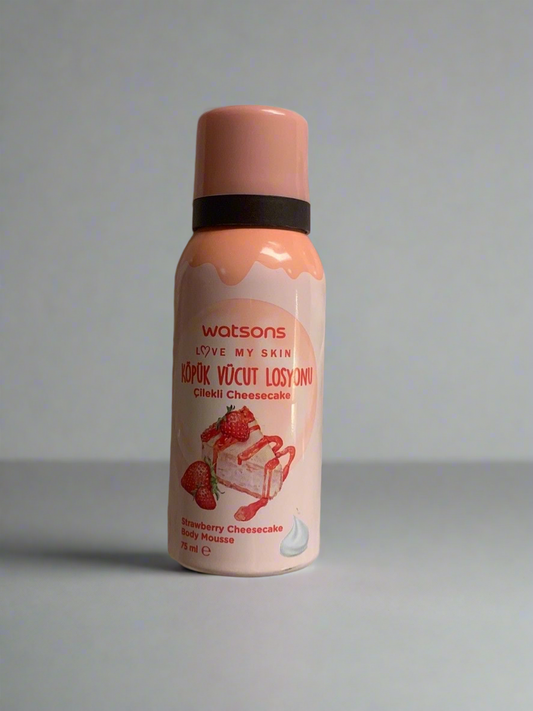 watsons
LOVE MY SKIN
KÖPÜK VÜCUT LOSYONU
Çilekli Cheesecake
Strawberry Cheesecake
Body Mousse
75 ml ℮